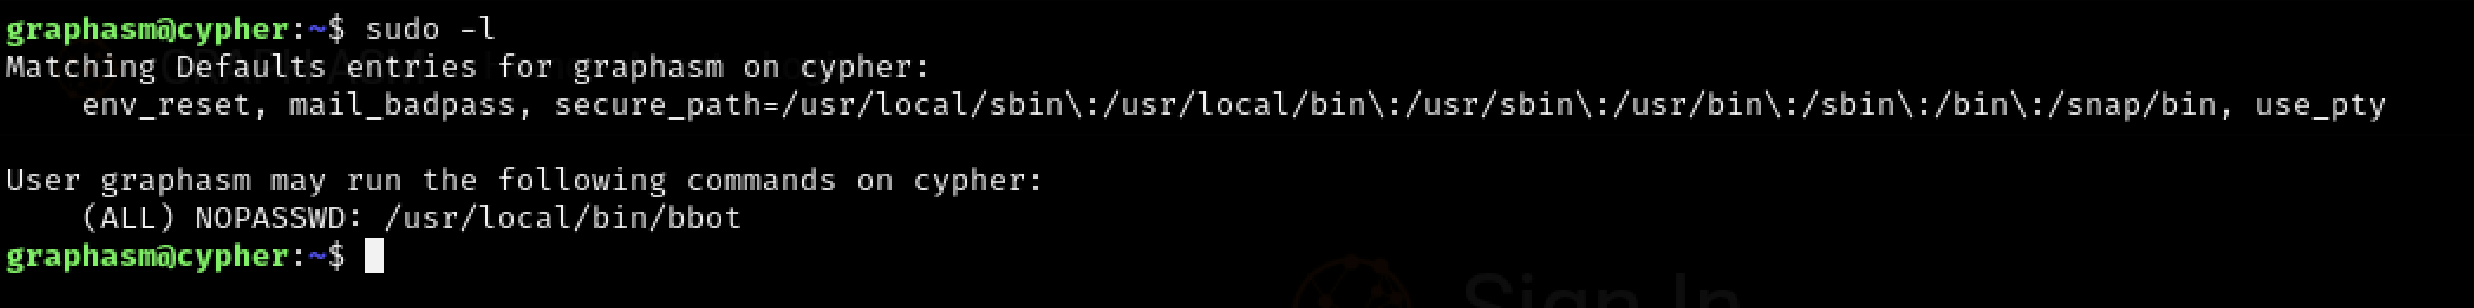 graphasm@cypher:~$ sudo -l
Matching Defaults entries for graphasm on cypher:
    env_reset, mail_badpass, secure_path=/usr/local/sbin\:/usr/local/bin\:/usr/sbin\:/usr/bin\:/sbin\:/bin\:/snap/bin, use_pty

User graphasm may run the following commands on cypher:
    (ALL) NOPASSWD: /usr/local/bin/bbot
graphasm@cypher:~$
Sign In